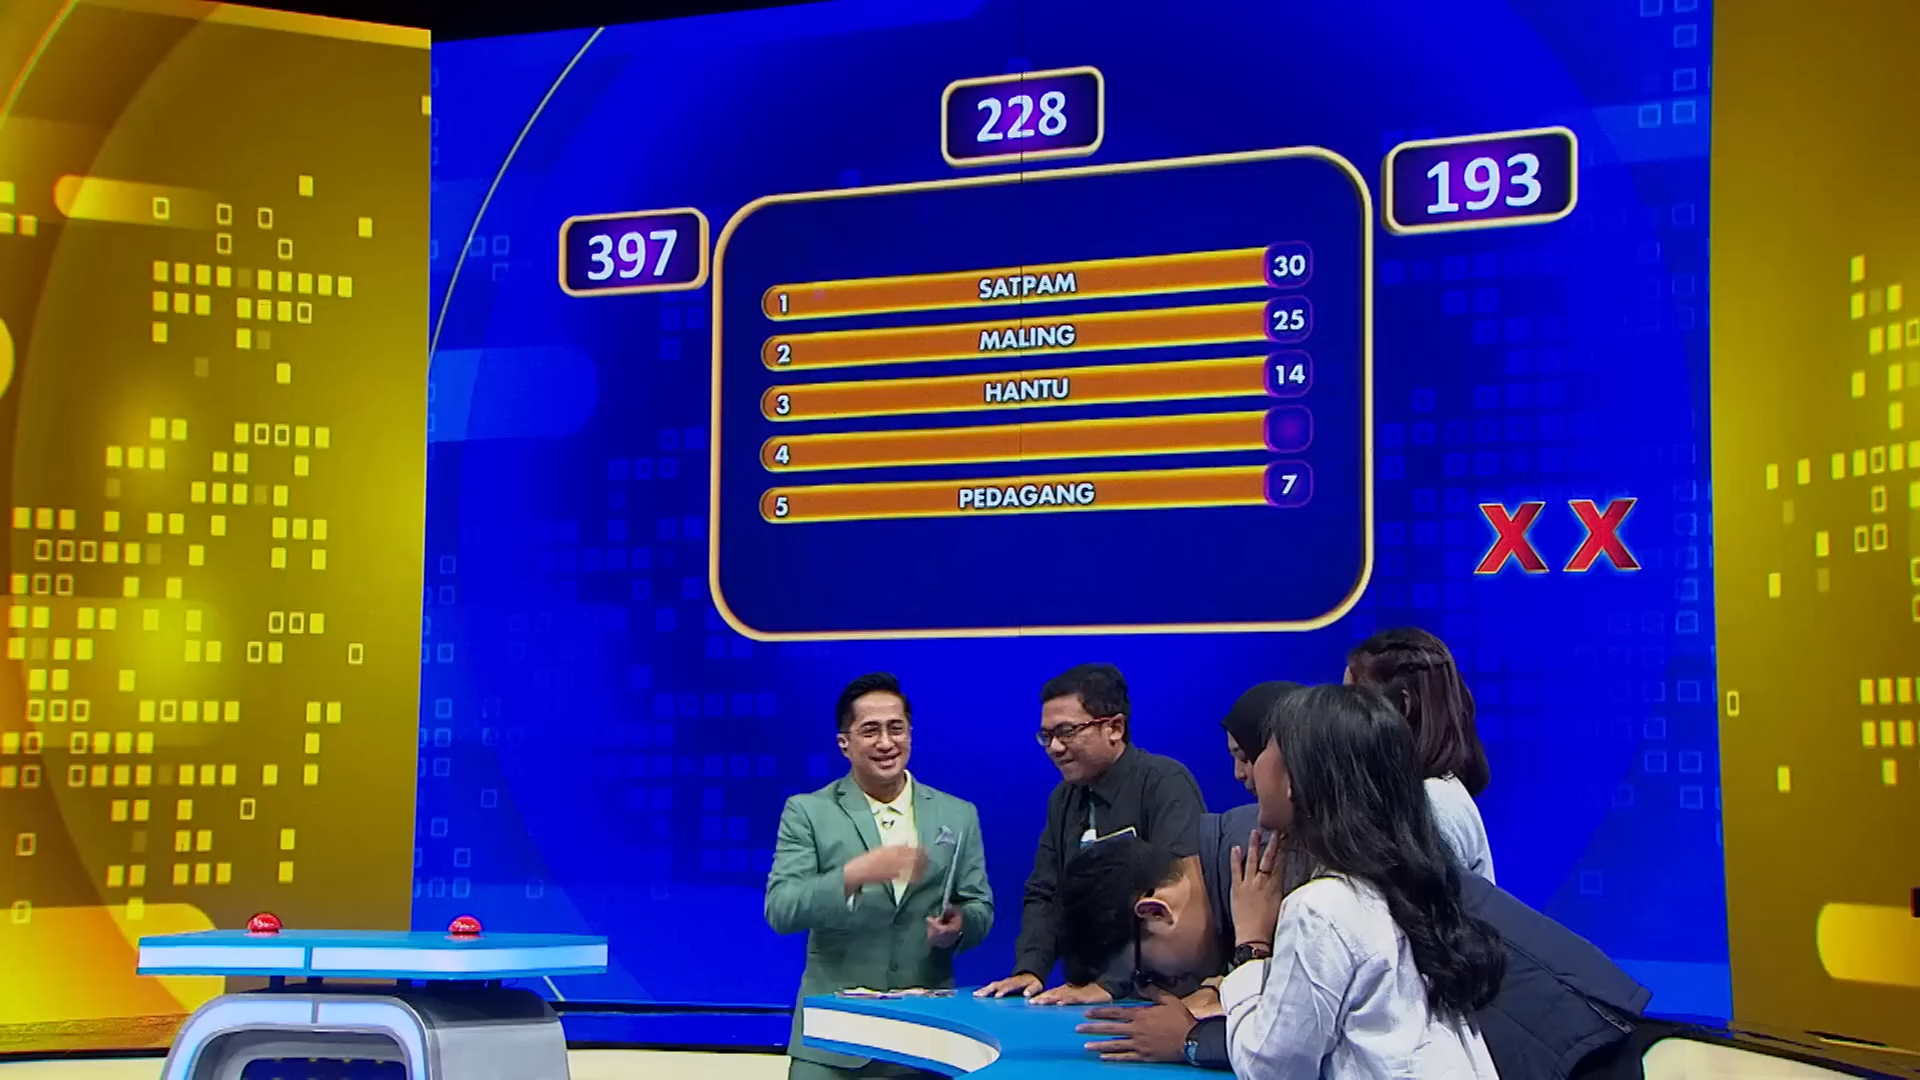 228
397
193
1 SATPAM 30
2 MALING 25
3 HANTU 14
4
5 PEDAGANG 7
X X